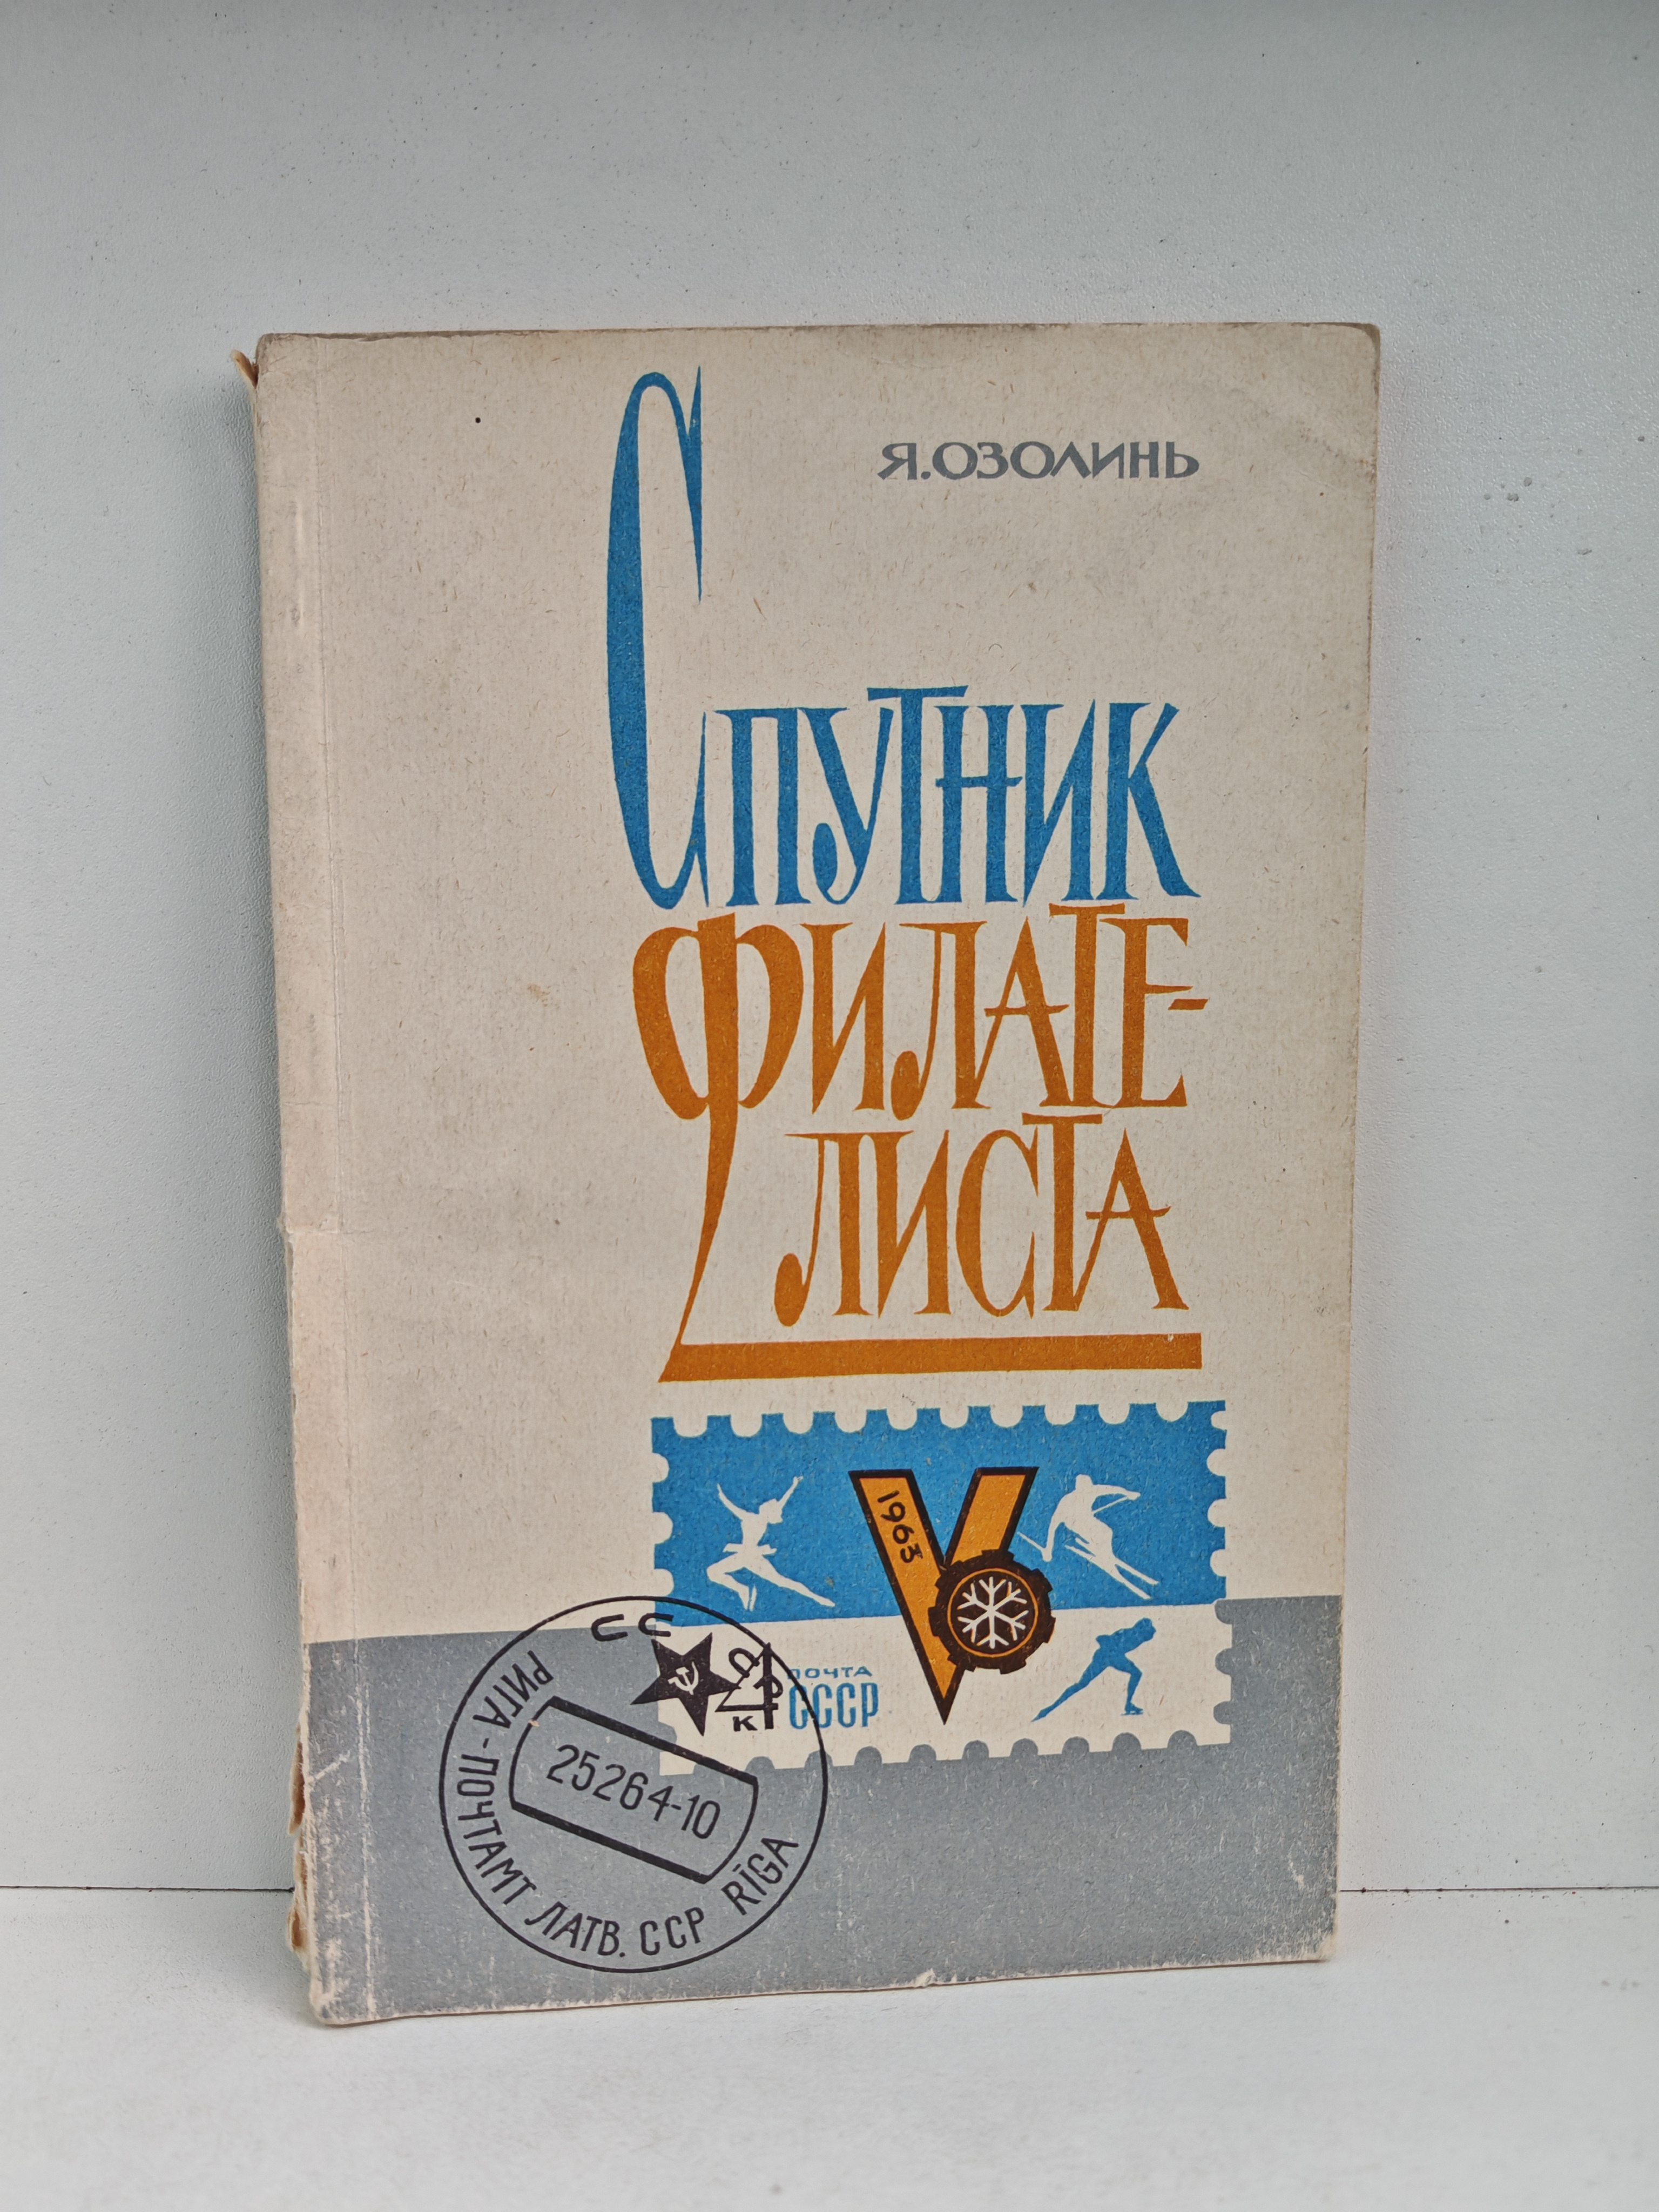 Я.ОЗОЛИНЬ
СПУТНИК
ФИЛАТЕ-
ЛИСТА
1963
СССР
4 ПОЧТА
К СССР
РИГА-ПОЧТАМТ ЛАТВ. ССР RĪGA
25264-10